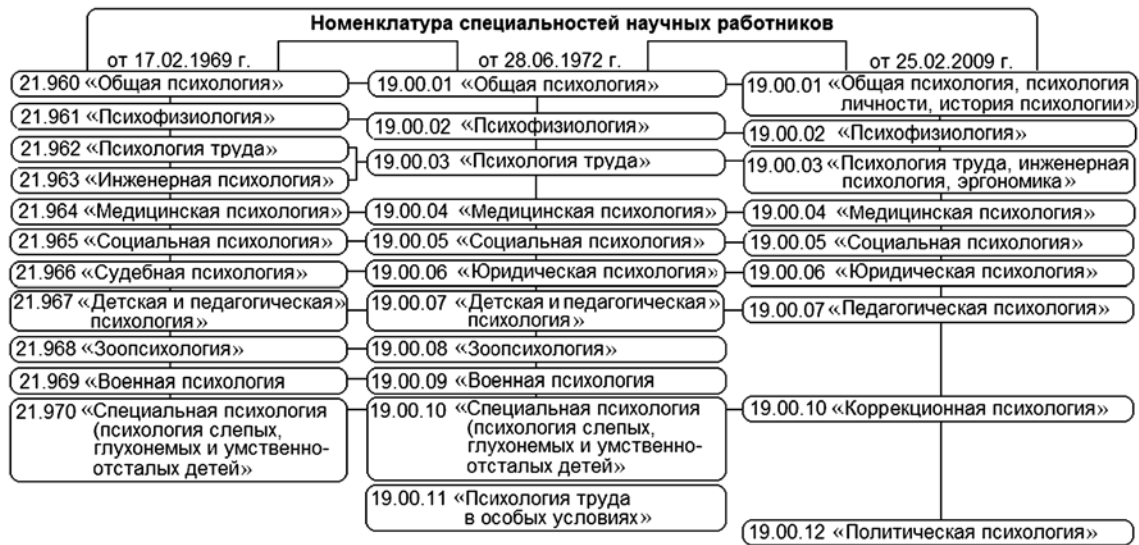 Номенклатура специальностей научных работников
от 17.02.1969 г.
21.960 «Общая психология»
21.961 «Психофизиология»
21.962 «Психология труда»
21.963 «Инженерная психология»
21.964 «Медицинская психология»
21.965 «Социальная психология»
21.966 «Судебная психология»
21.967 «Детская и педагогическая»
психология»
21.968 «Зоопсихология»
21.969 «Военная психология
21.970 «Специальная психология
(психология слепых,
глухонемых и умственно-
отсталых детей»
от 28.06.1972 г.
19.00.01 «Общая психология»
19.00.02 «Психофизиология»
19.00.03 «Психология труда»
19.00.04 «Медицинская психология»
19.00.05 «Социальная психология»
19.00.06 «Юридическая психология»
19.00.07 «Детская и педагогическая»
психология»
19.00.08 «Зоопсихология»
19.00.09 «Военная психология
19.00.10 «Специальная психология
(психология слепых,
глухонемых и умственно-
отсталых детей»
19.00.11 «Психология труда
в особых условиях»
от 25.02.2009 г.
19.00.01 «Общая психология, психология
личности, история психологии»
19.00.02 «Психофизиология»
19.00.03 «Психология труда, инженерная
психология, эргономика»
19.00.04 «Медицинская психология»
19.00.05 «Социальная психология»
19.00.06 «Юридическая психология»
19.00.07 «Педагогическая психология»
19.00.10 «Коррекционная психология»
19.00.12 «Политическая психология»